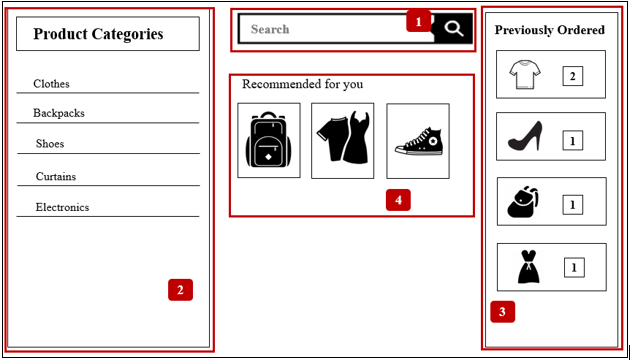 Product Categories
Clothes
Backpacks
Shoes
Curtains
Electronics
2
Search
1
Recommended for you
4
Previously Ordered
2
1
1
1
3